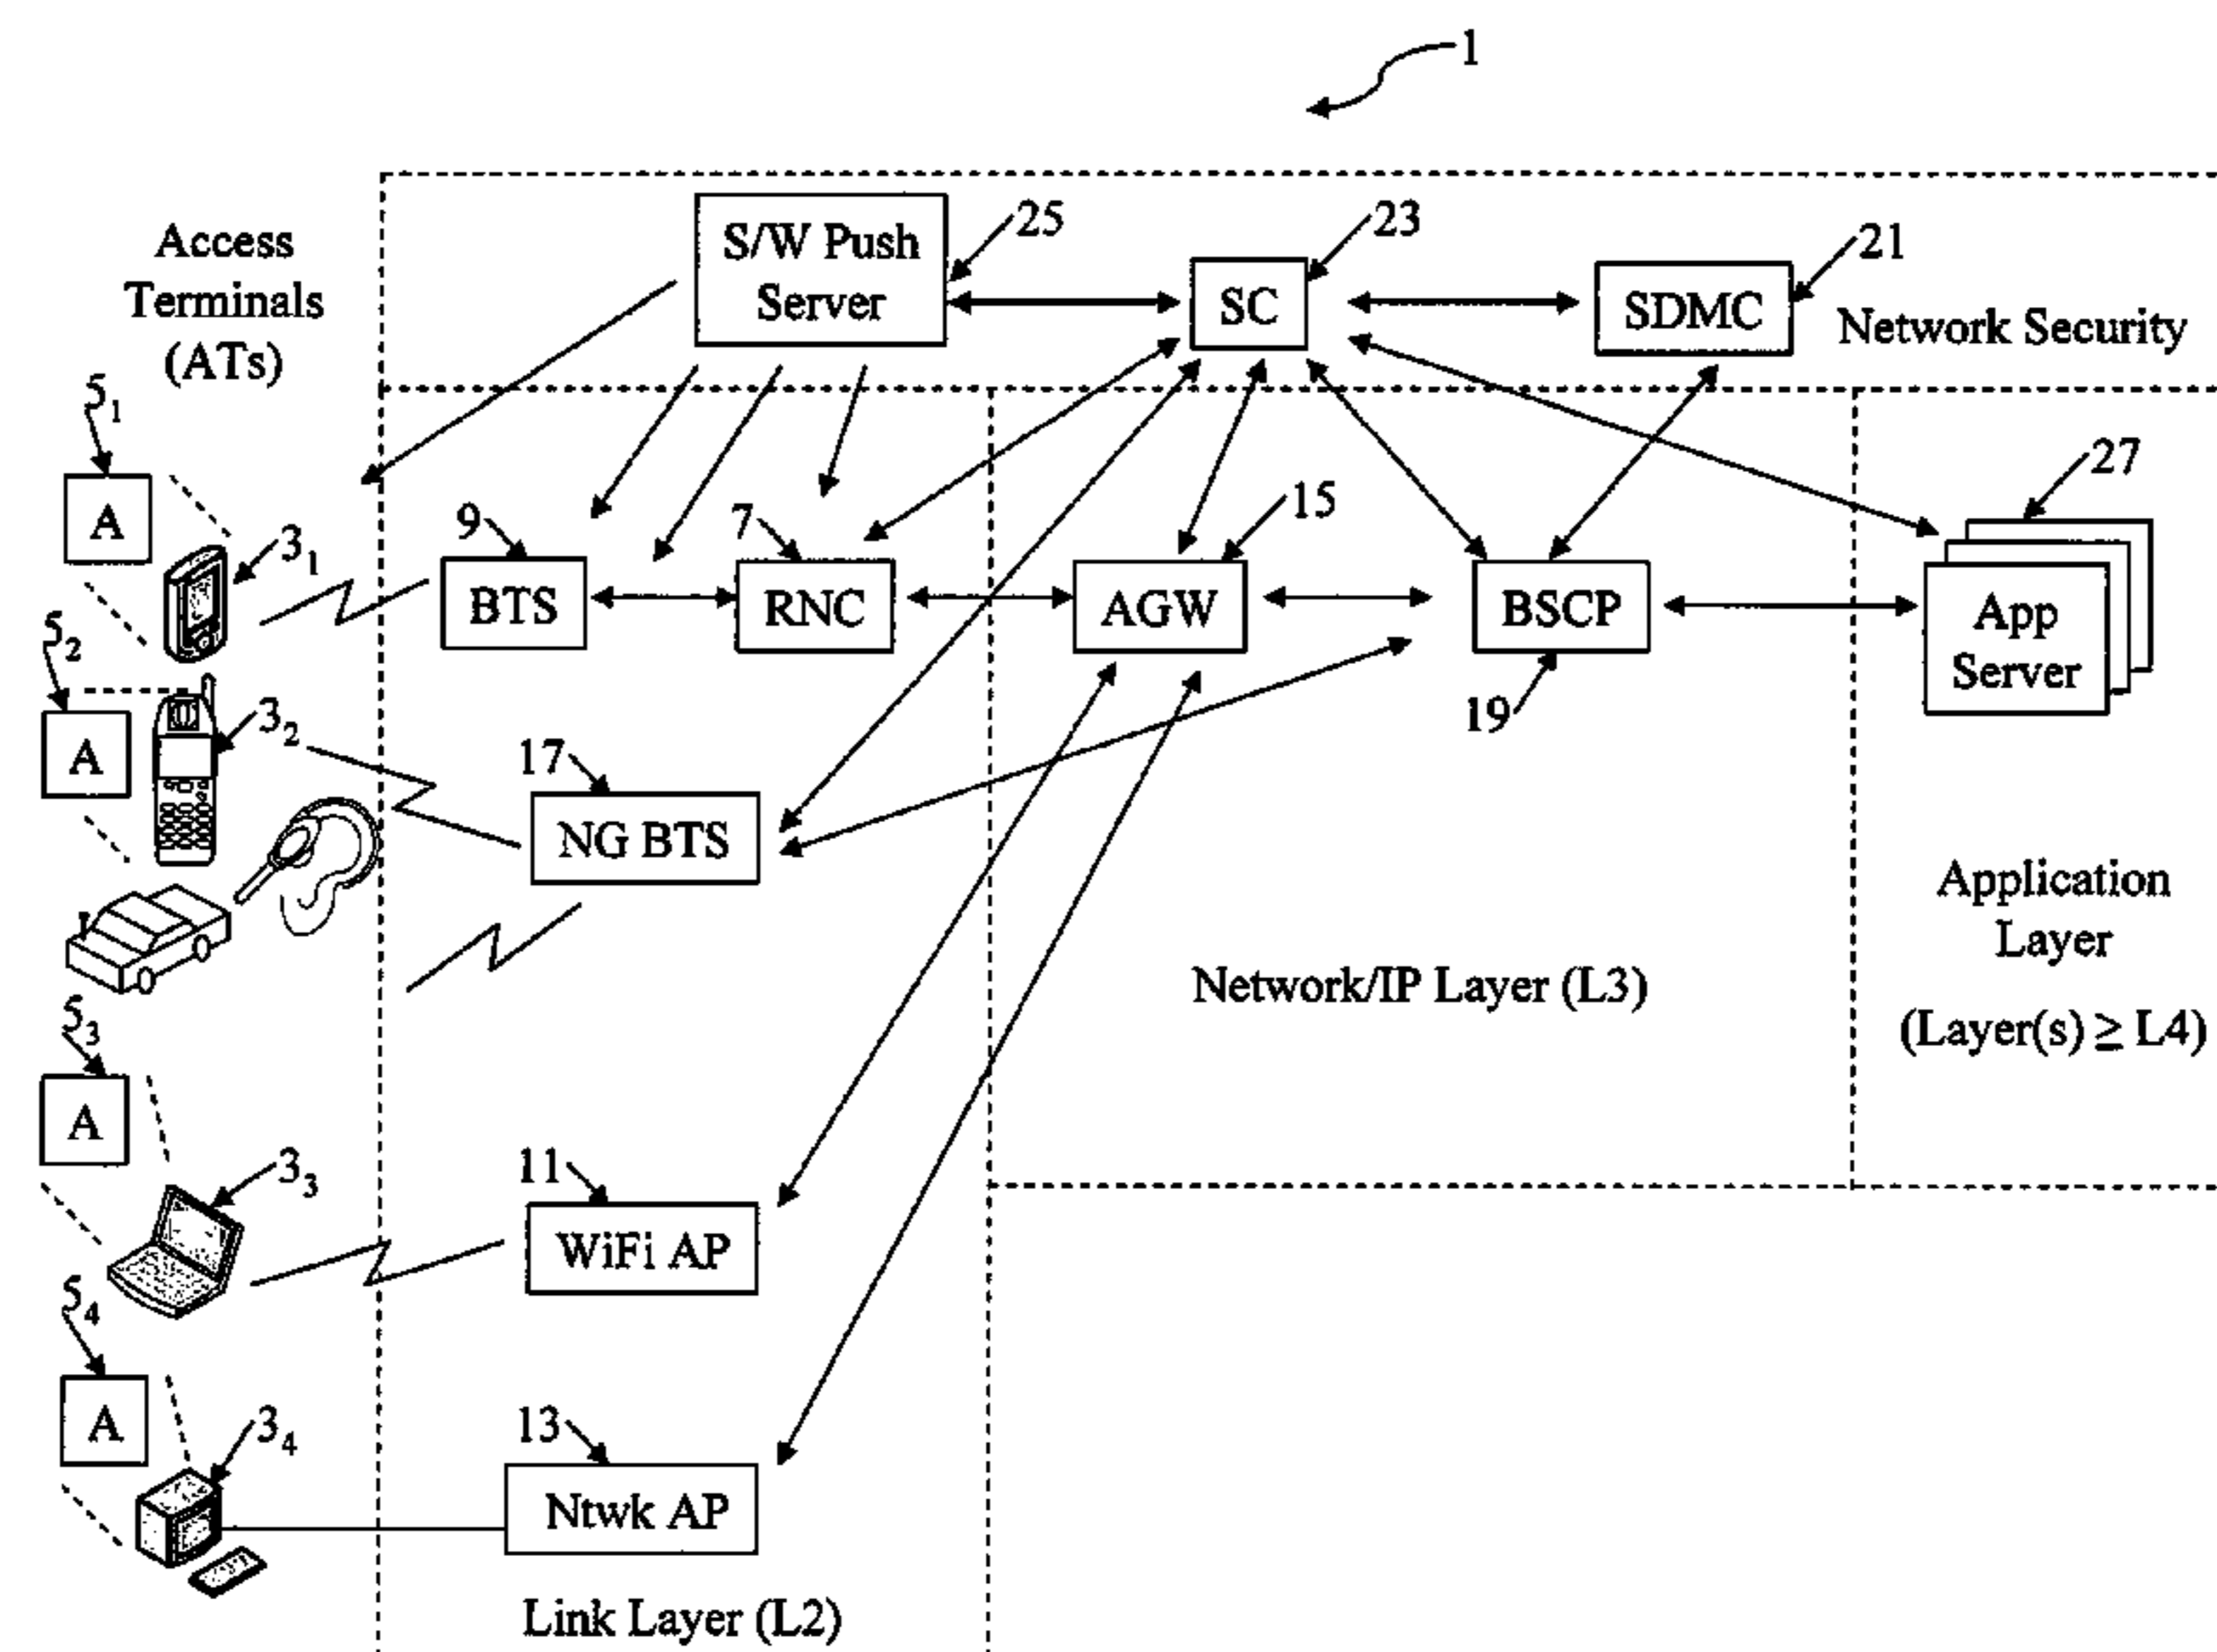 1
Access
Terminals
(ATs)
S/W Push
Server
25
SC
23
SDMC
21
Network Security
5₁
A
3₁
9
BTS
7
RNC
15
AGW
BSCP
19
27
App
Server
5₂
A
3₂
17
NG BTS
Application
Layer
(Layer(s) ≥ L4)
Network/IP Layer (L3)
5₃
A
3₃
11
WiFi AP
5₄
A
3₄
13
Ntwk AP
Link Layer (L2)